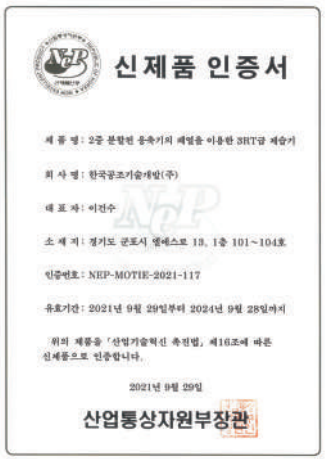 NeP
신제품 인증서
제 품 명 : 2중 분할된 응축기의 폐열을 이용한 3RT급 제습기
회 사 명 : 한국공조기술개발(주)
대 표 자 : 이건수
소 재 지 : 경기도 군포시 엘에스로 13, 1층 101~104호
인증번호 : NEP-MOTIE-2021-117
유효기간 : 2021년 9월 29일부터 2024년 9월 28일까지
위의 제품을 「산업기술혁신 촉진법」 제16조에 따른
신제품으로 인증합니다.
2021년 9월 29일
산업통상자원부장관